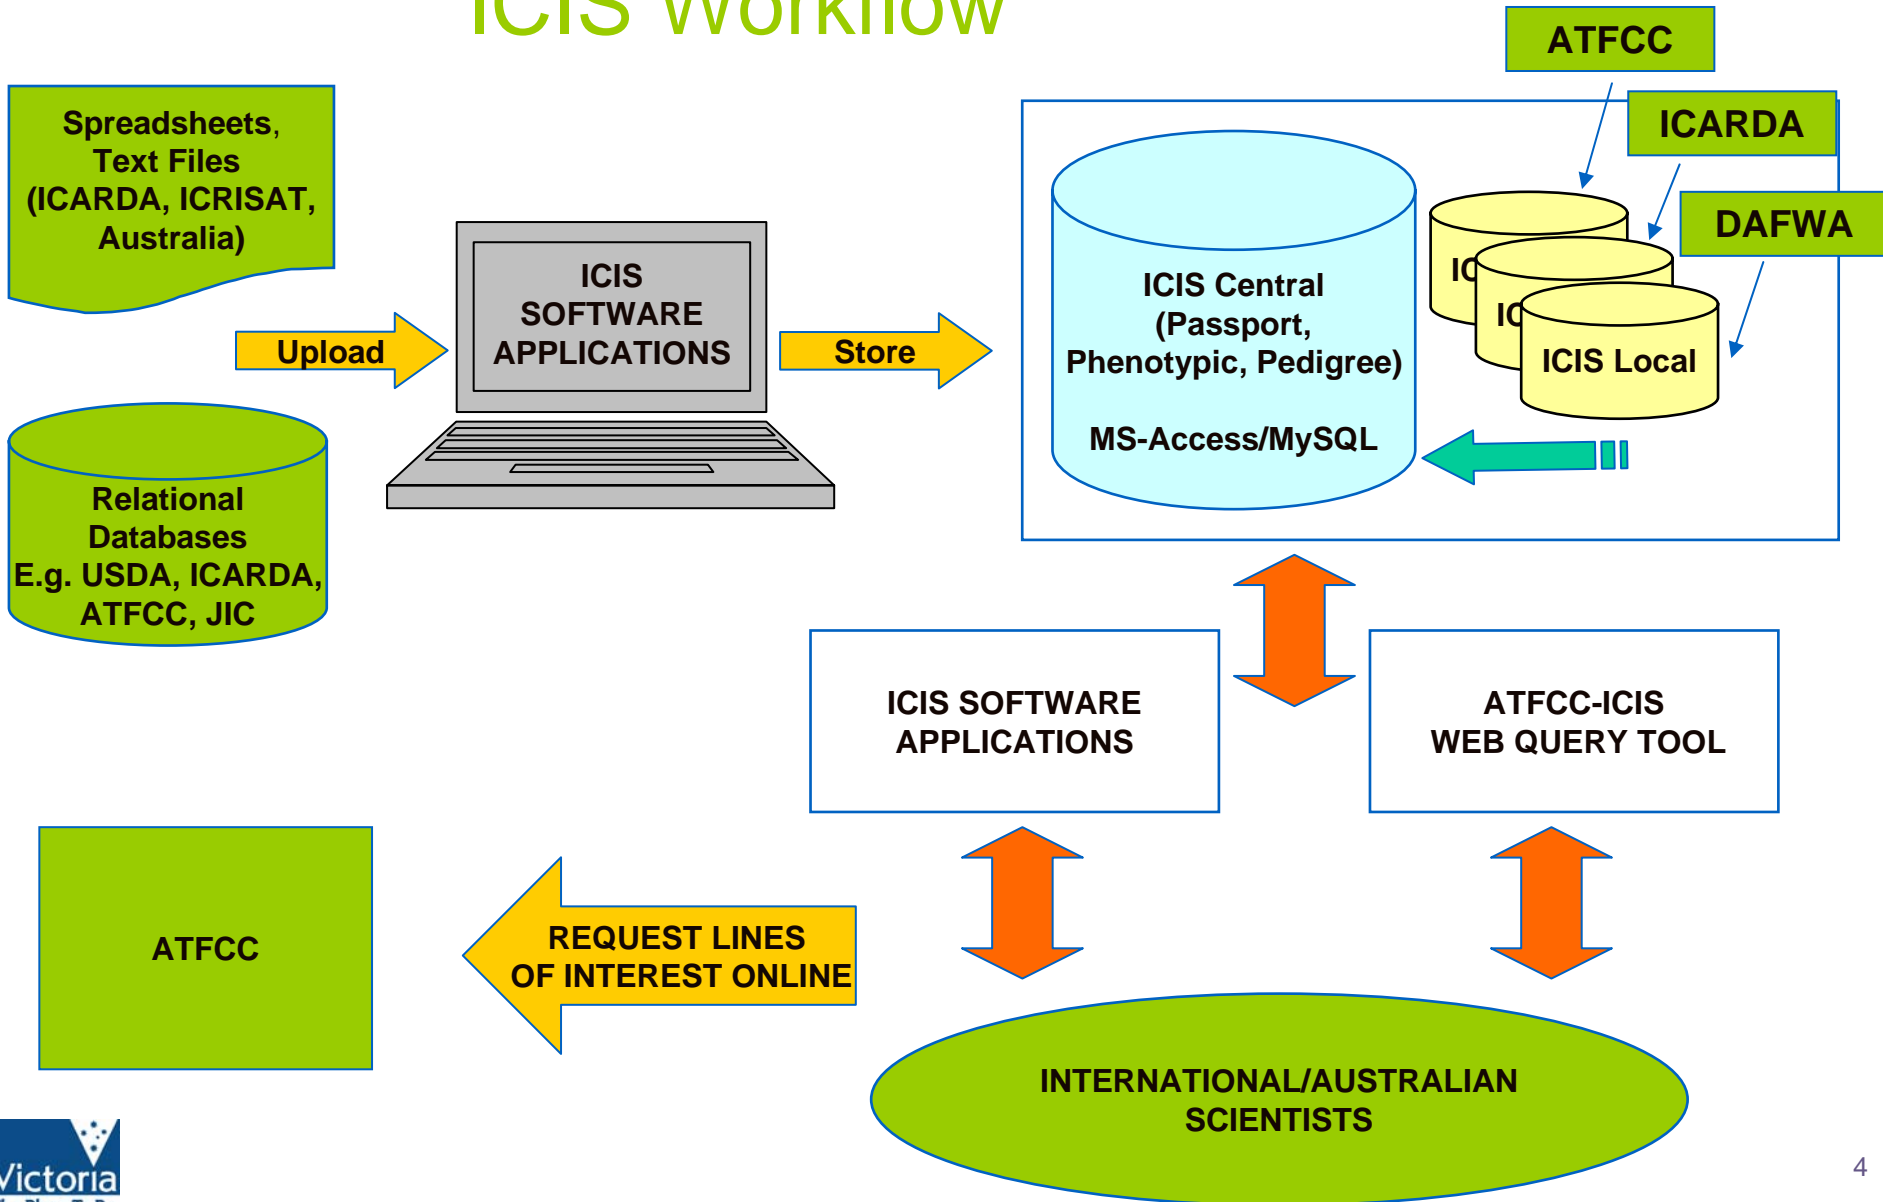 ICIS Workflow
ATFCC
ICARDA
DAFWA
Spreadsheets,
Text Files
(ICARDA, ICRISAT,
Australia)
Upload
ICIS
SOFTWARE
APPLICATIONS
Store
ICIS Central
(Passport,
Phenotypic, Pedigree)
MS-Access/MySQL
IC
IC
ICIS Local
Relational
Databases
E.g. USDA, ICARDA,
ATFCC, JIC
ICIS SOFTWARE
APPLICATIONS
ATFCC-ICIS
WEB QUERY TOOL
ATFCC
REQUEST LINES
OF INTEREST ONLINE
INTERNATIONAL/AUSTRALIAN
SCIENTISTS
Victoria
4